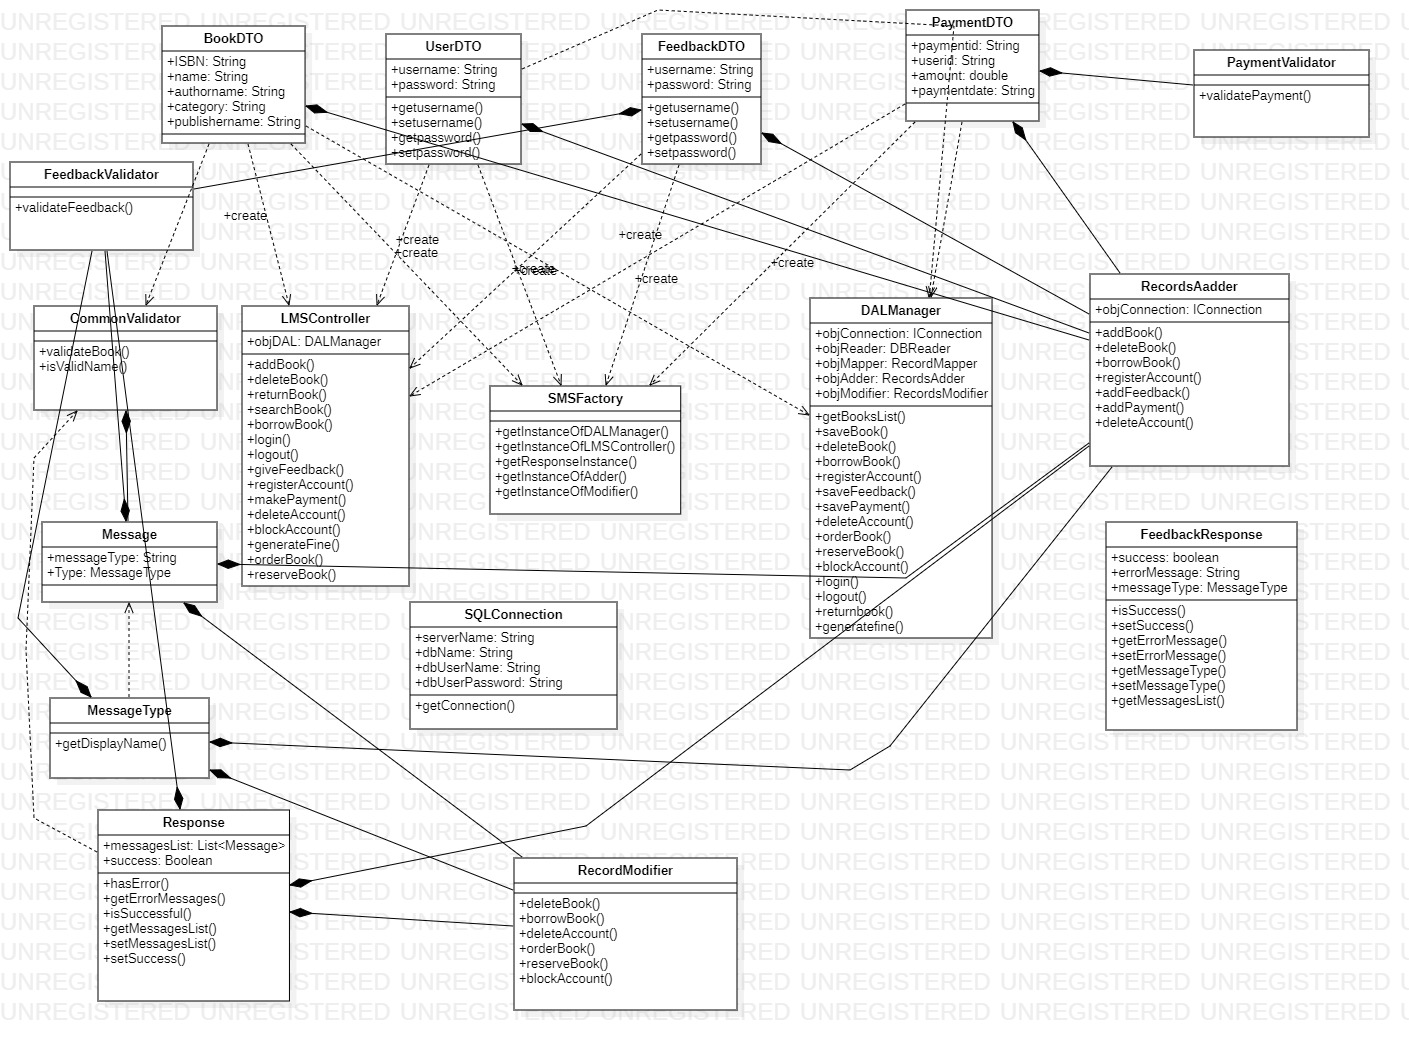 BookDTO
+ISBN: String
+name: String
+authorname: String
+category: String
+publishername: String
UserDTO
+username: String
+password: String
+getusername()
+setusername()
+getpassword()
+setpassword()
FeedbackDTO
+username: String
+password: String
+getusername()
+setusername()
+getpassword()
+setpassword()
PaymentDTO
+paymentid: String
+userid: String
+amount: double
+paymentdate: String
PaymentValidator
+validatePayment()
FeedbackValidator
+validateFeedback()
+create
+create
+create
+create
+create
+create
+create
+create
CommonValidator
+validateBook()
+isValidName()
LMSController
+objDAL: DALManager
+addBook()
+deleteBook()
+returnBook()
+searchBook()
+borrowBook()
+login()
+logout()
+giveFeedback()
+registerAccount()
+makePayment()
+deleteAccount()
+blockAccount()
+generateFine()
+orderBook()
+reserveBook()
SMSFactory
+getInstanceOfDALManager()
+getInstanceOfLMSController()
+getResponseInstance()
+getInstanceOfAdder()
+getInstanceOfModifier()
DALManager
+objConnection: IConnection
+objReader: DBReader
+objMapper: RecordMapper
+objAdder: RecordsAdder
+objModifier: RecordsModifier
+getBooksList()
+saveBook()
+deleteBook()
+borrowBook()
+registerAccount()
+saveFeedback()
+savePayment()
+deleteAccount()
+orderBook()
+reserveBook()
+blockAccount()
+login()
+logout()
+returnbook()
+generatefine()
RecordsAadder
+objConnection: IConnection
+addBook()
+deleteBook()
+borrowBook()
+registerAccount()
+addFeedback()
+addPayment()
+deleteAccount()
Message
+messageType: String
+Type: MessageType
FeedbackResponse
+success: boolean
+errorMessage: String
+messageType: MessageType
+isSuccess()
+setSuccess()
+getErrorMessage()
+setErrorMessage()
+getMessageType()
+setMessageType()
+getMessagesList()
SQLConnection
+serverName: String
+dbName: String
+dbUserName: String
+dbUserPassword: String
+getConnection()
MessageType
+getDisplayName()
Response
+messagesList: List<Message>
+success: Boolean
+hasError()
+getErrorMessages()
+isSuccessful()
+getMessagesList()
+setMessagesList()
+setSuccess()
RecordModifier
+deleteBook()
+borrowBook()
+deleteAccount()
+orderBook()
+reserveBook()
+blockAccount()